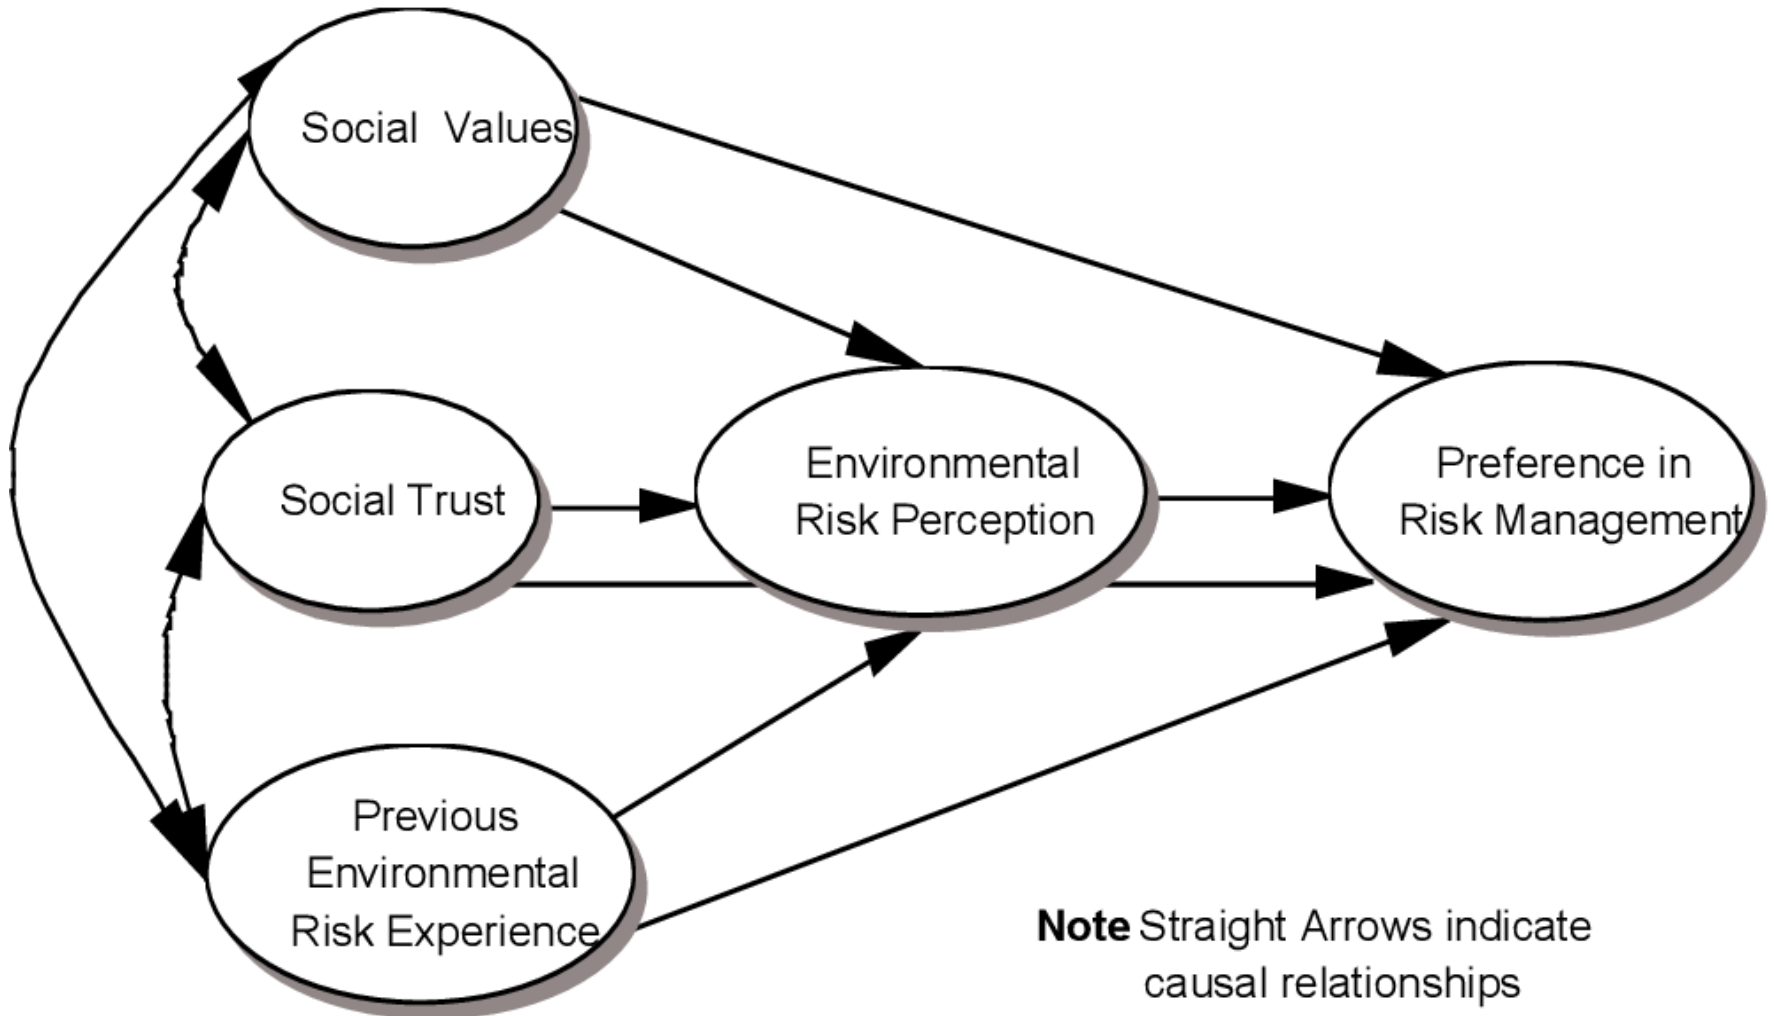 Social Values
Social Trust
Environmental
Risk Perception
Preference in
Risk Management
Previous
Environmental
Risk Experience
Note Straight Arrows indicate
causal relationships